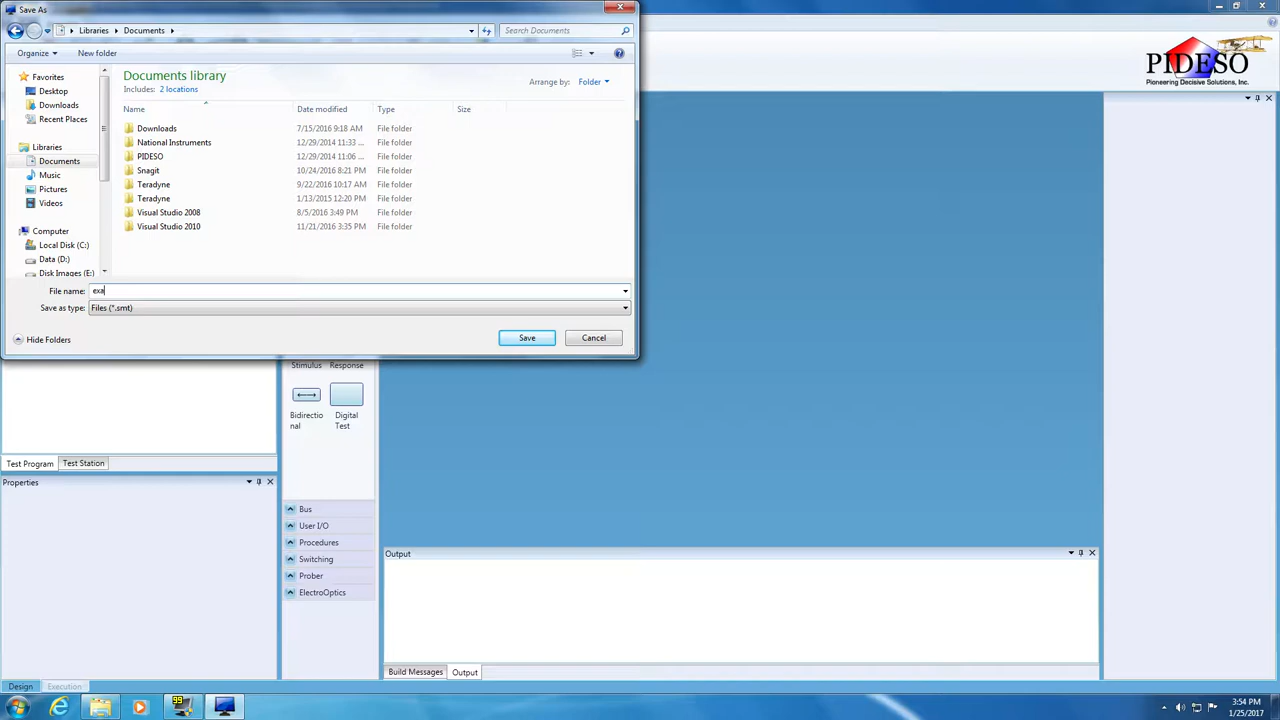 Save As
Libraries
Documents
Search Documents
Organize
New folder
Favorites
Desktop
Downloads
Recent Places
Libraries
Documents
Music
Pictures
Videos
Computer
Local Disk (C:)
Data (D:)
Disk Images (E:)
Documents library
Includes: 2 locations
Arrange by: Folder
Name Date modified Type Size
Downloads 7/15/2016 9:18 AM File folder
National Instruments 12/29/2014 11:33 ... File folder
PIDESO 12/29/2014 11:06 ... File folder
Snagit 10/24/2016 8:21 PM File folder
Teradyne 9/22/2016 10:17 AM File folder
Teradyne 1/13/2015 12:20 PM File folder
Visual Studio 2008 8/5/2016 3:49 PM File folder
Visual Studio 2010 11/21/2016 3:35 PM File folder
File name: exa
Save as type: Files (*.smt)
Hide Folders
Save
Cancel
PIDESO
Pioneering Decisive Solutions, Inc.
Stimulus Response
Bidirectio
nal
Digital
Test
Test Program Test Station
Properties
Bus
User I/O
Procedures
Switching
Prober
ElectroOptics
Output
Build Messages Output
Design Execution
99
3:54 PM
1/25/2017